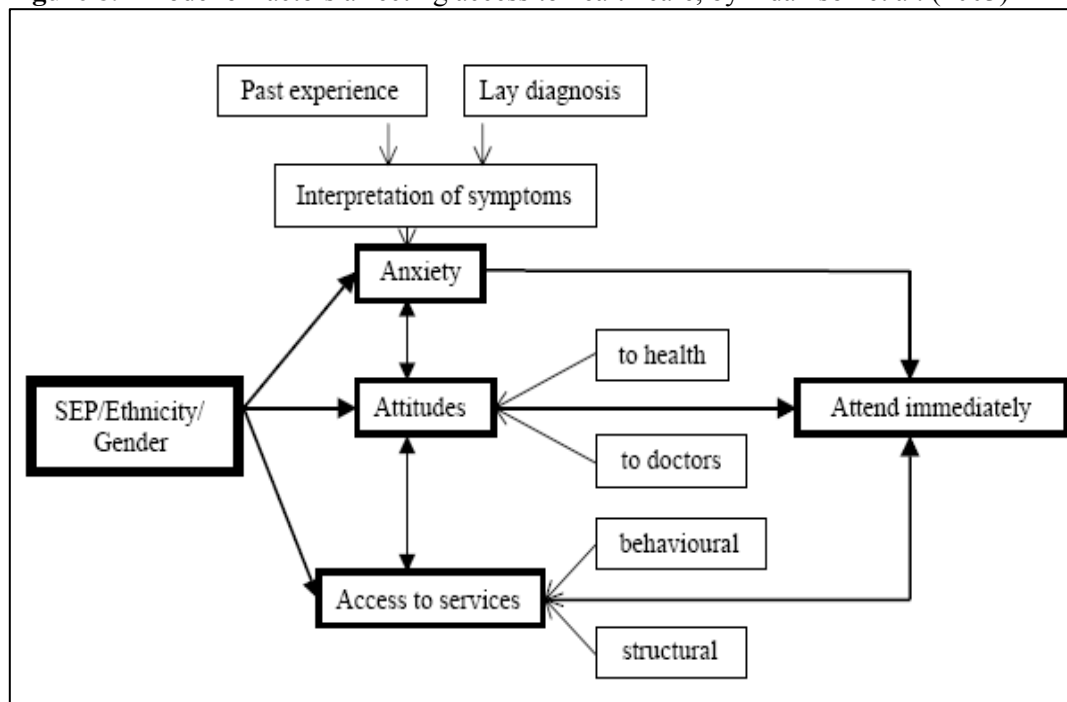 Past experience
Lay diagnosis
Interpretation of symptoms
Anxiety
to health
SEP/Ethnicity/
Gender
Attitudes
Attend immediately
to doctors
behavioural
Access to services
structural